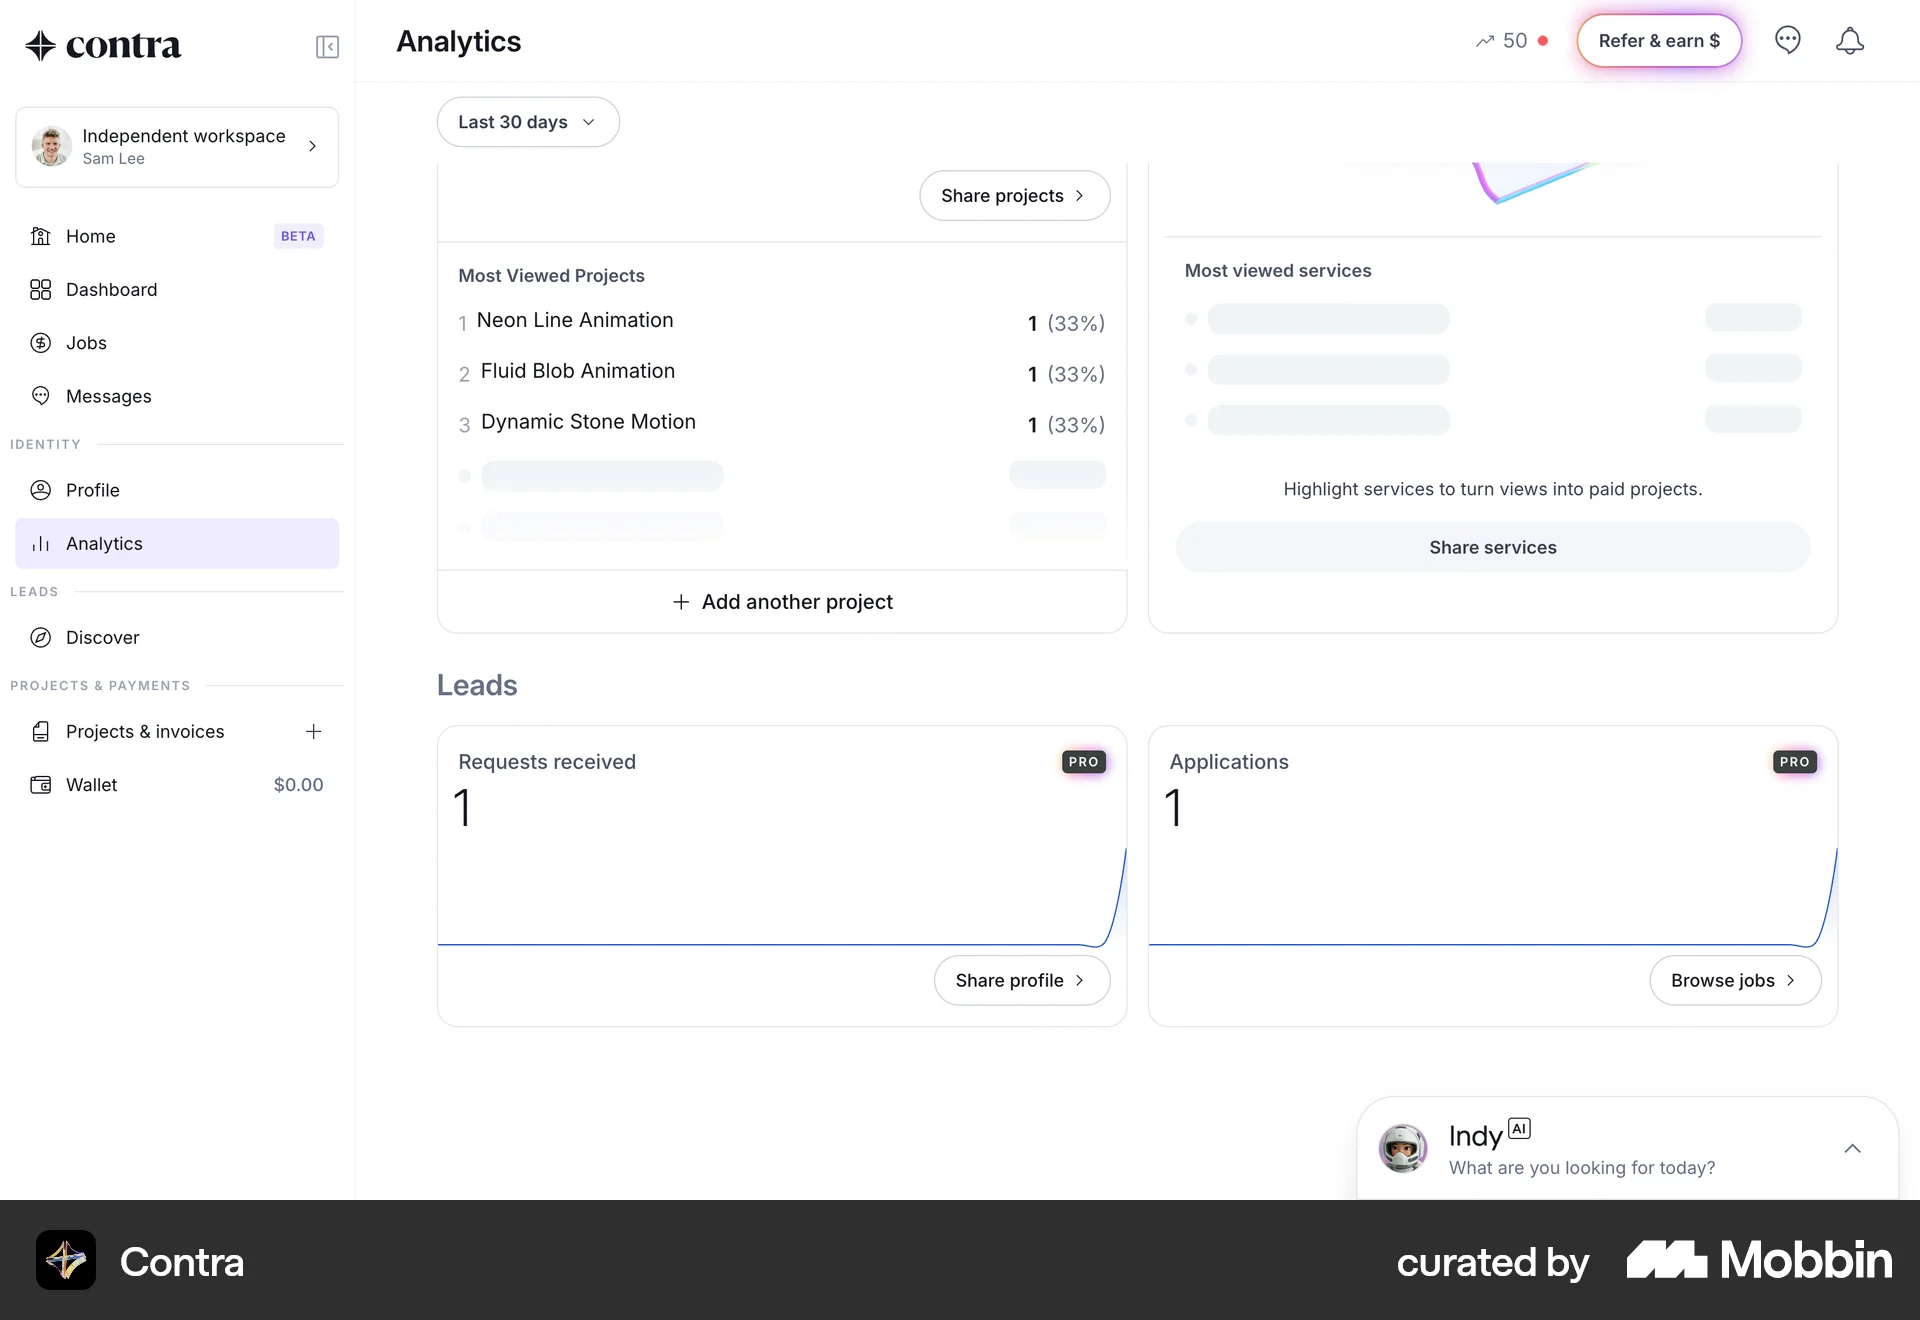 contra
Analytics
50
Refer & earn $
Independent workspace
Sam Lee
Home
BETA
Dashboard
Jobs
Messages
IDENTITY
Profile
Analytics
LEADS
Discover
PROJECTS & PAYMENTS
Projects & invoices
Wallet
$0.00
Last 30 days
Share projects
Most Viewed Projects
1 Neon Line Animation 1 (33%)
2 Fluid Blob Animation 1 (33%)
3 Dynamic Stone Motion 1 (33%)
Add another project
Most viewed services
Highlight services to turn views into paid projects.
Share services
Leads
Requests received
PRO
1
Share profile
Applications
PRO
1
Browse jobs
Indy AI
What are you looking for today?
Contra
curated by Mobbin